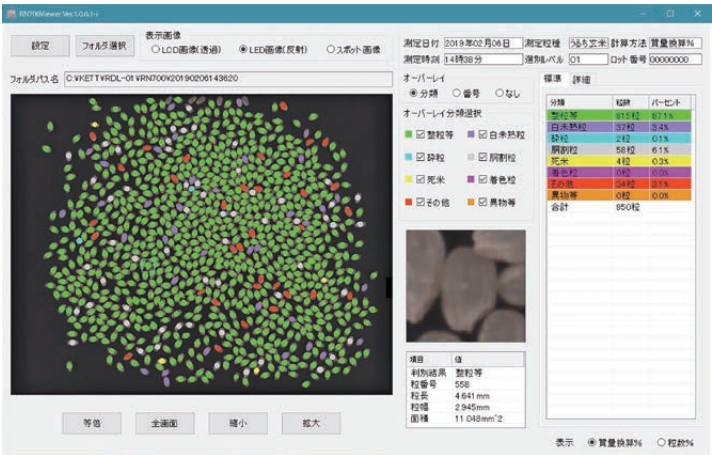 RN700Viewer Ver.1.0.0.1-i
設定
フォルダ選択
表示画像
LCD画像(透過)
LED画像(反射)
スポット画像
フォルダパス名 C:¥KETT¥RDL-01¥RN700¥20190206143620
等倍
全画面
縮小
拡大
測定日付 2019年02月06日 測定粒種 うるち玄米 計算方法 質量換算%
測定時刻 14時38分 選別レベル 01 ロット番号 00000000
オーバーレイ
分類 番号 なし
オーバーレイ分類選択
整粒等 白未熟粒
砕粒 胴割粒
死米 着色粒
その他 異物等
項目 値
判別結果 整粒等
粒番号 558
粒長 4.641mm
粒幅 2.945mm
面積 11.048mm^2
標準 詳細
分類 粒数 パーセント
整粒等 815粒 87.1%
白未熟粒 37粒 3.4%
砕粒 2粒 0.1%
胴割粒 58粒 6.1%
死米 4粒 0.3%
着色粒 0粒 0.0%
その他 34粒 3.1%
異物等 0粒 0.0%
合計 950粒
表示 質量換算% 粒数%